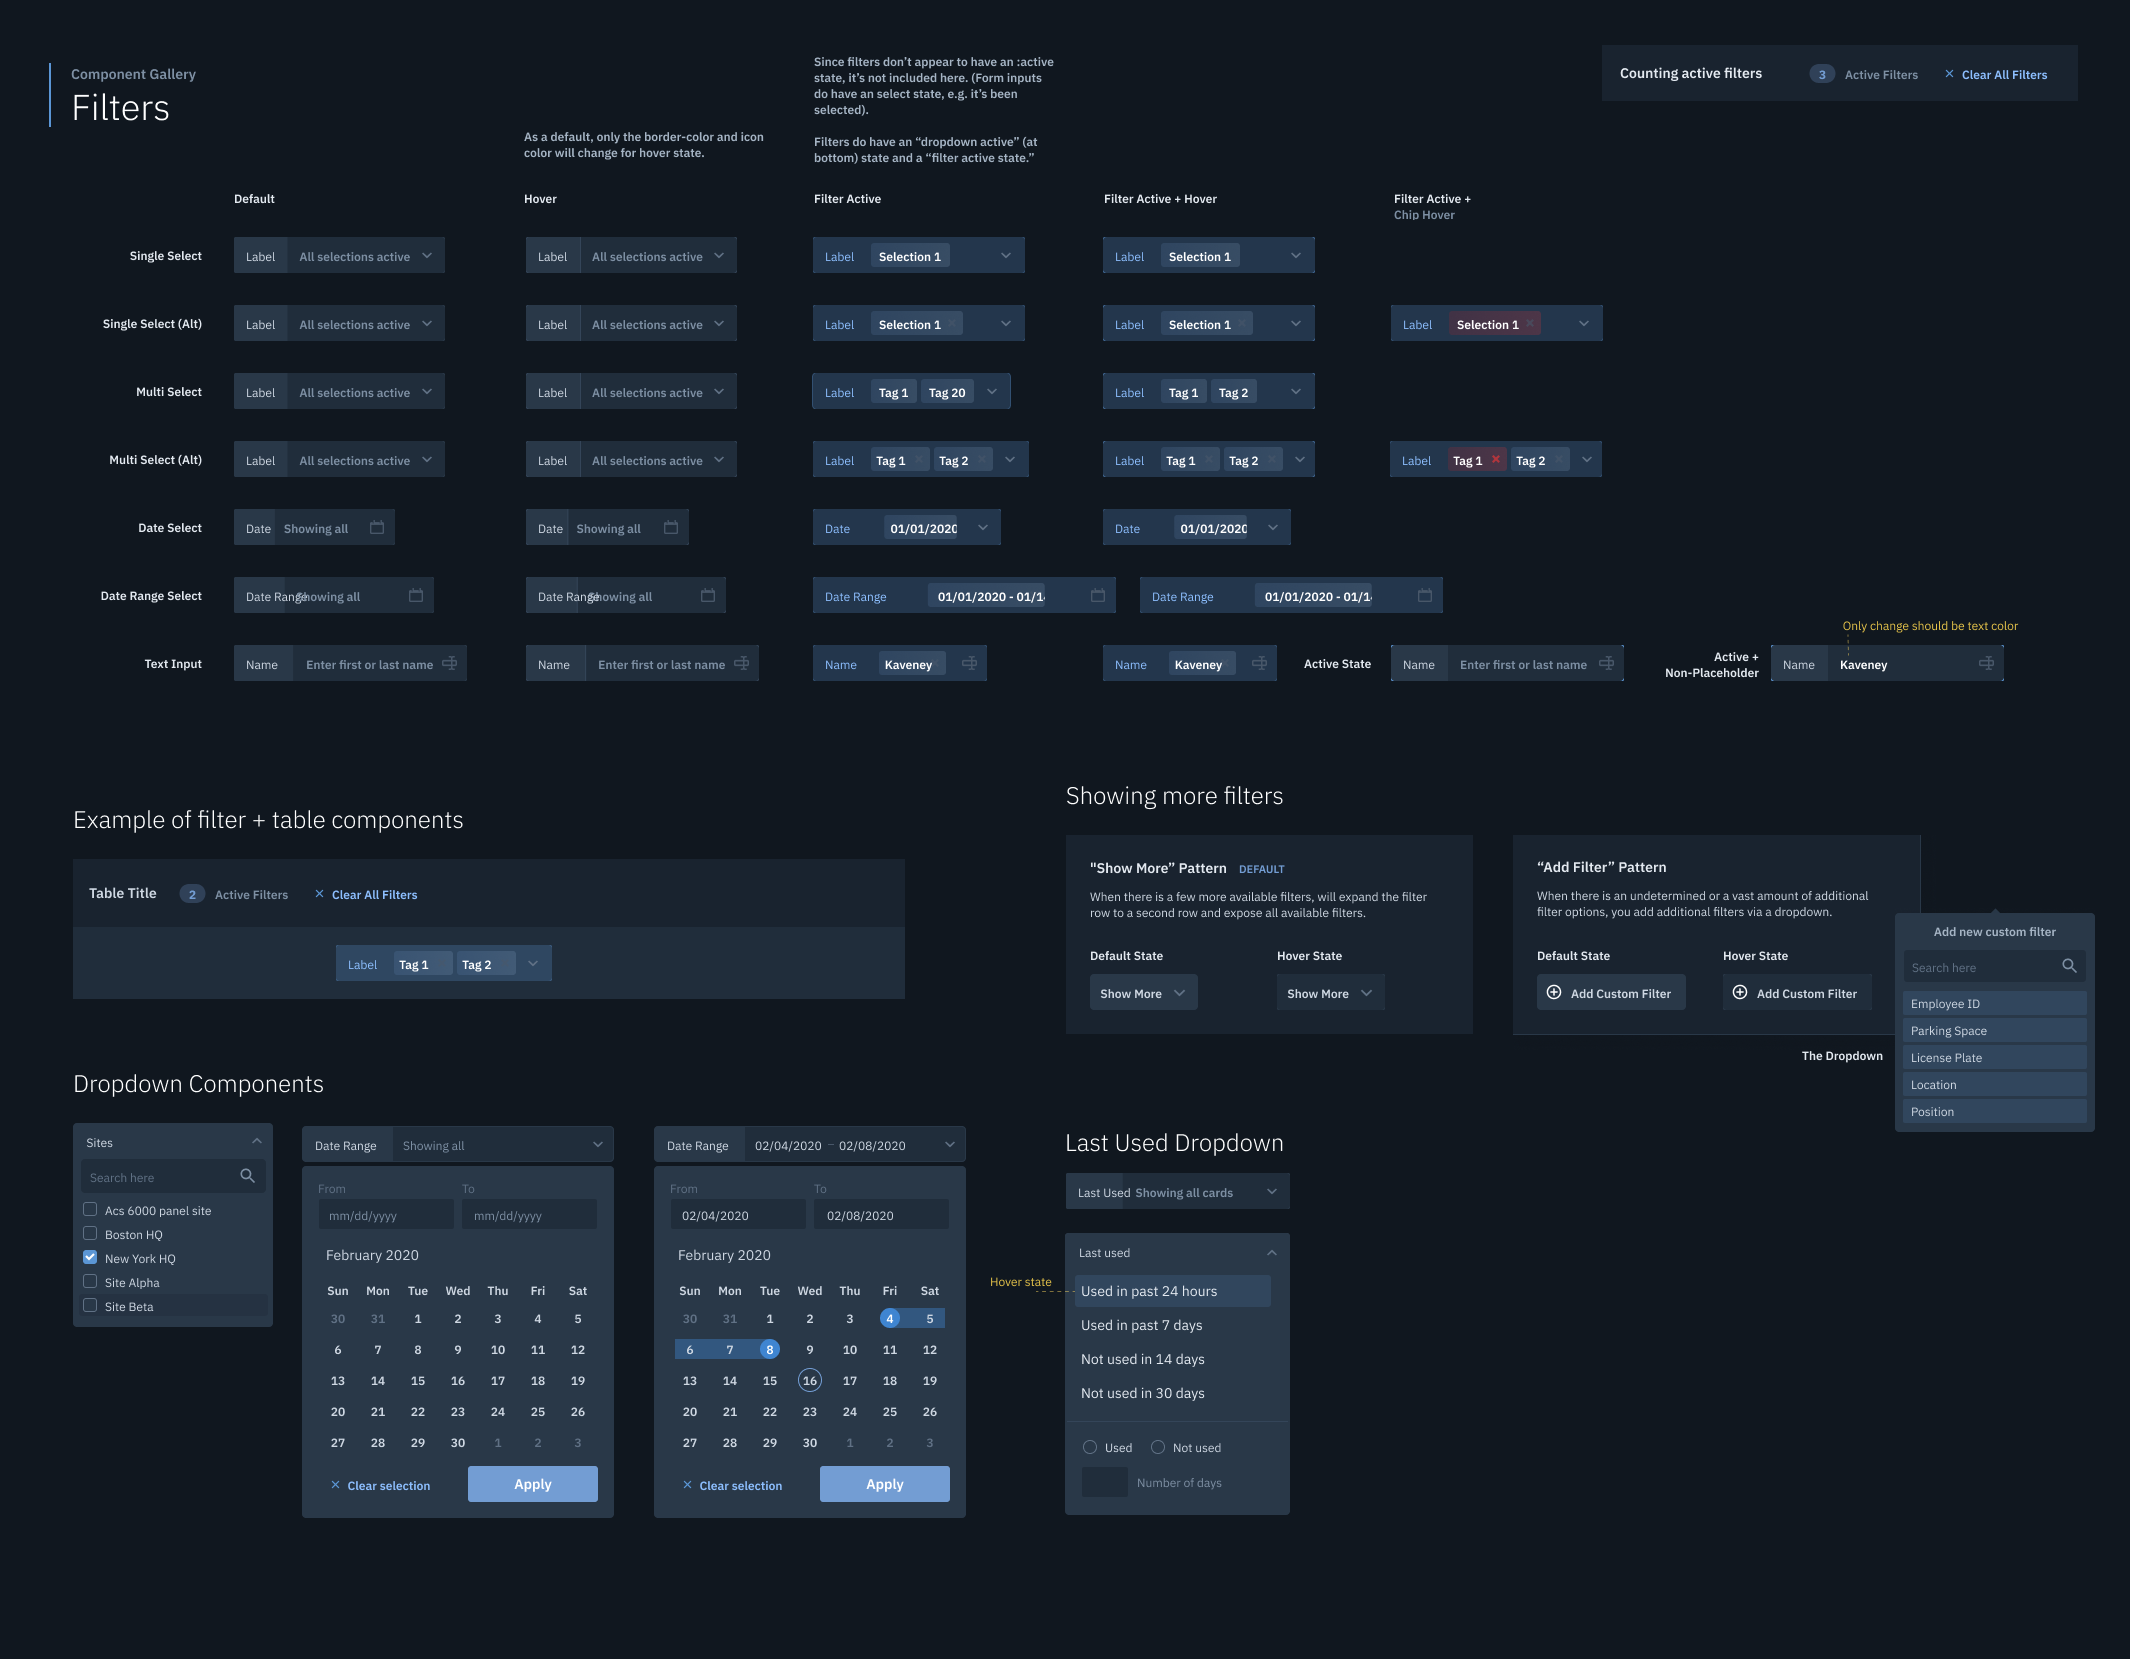 Component Gallery
Filters
As a default, only the border-color and icon
color will change for hover state.
Since filters don’t appear to have an :active
state, it’s not included here. (Form inputs
do have an select state, e.g. it’s been
selected).
Filters do have an “dropdown active” (at
bottom) state and a “filter active state.”
Counting active filters 3 Active Filters × Clear All Filters
Default Hover Filter Active Filter Active + Hover Filter Active +
Chip Hover
Single Select Label All selections active Label All selections active Label Selection 1 Label Selection 1
Single Select (Alt) Label All selections active Label All selections active Label Selection 1 Label Selection 1 Label Selection 1
Multi Select Label All selections active Label All selections active Label Tag 1 Tag 20 Label Tag 1 Tag 2
Multi Select (Alt) Label All selections active Label All selections active Label Tag 1 Tag 2 Label Tag 1 Tag 2 Label Tag 1 Tag 2
Date Select Date Showing all Date Showing all Date 01/01/2020 Date 01/01/2020
Date Range Select Date Range Showing all Date Range Showing all Date Range 01/01/2020 - 01/1 Date Range 01/01/2020 - 01/1
Only change should be text color
Text Input Name Enter first or last name Name Enter first or last name Name Kaveney Name Kaveney Active State Name Enter first or last name Active +
Non-Placeholder Name Kaveney
Example of filter + table components
Table Title 2 Active Filters × Clear All Filters
Label Tag 1 Tag 2
Showing more filters
"Show More” Pattern DEFAULT
When there is a few more available filters, will expand the filter
row to a second row and expose all available filters.
Default State Hover State
Show More Show More
“Add Filter” Pattern
When there is an undetermined or a vast amount of additional
filter options, you add additional filters via a dropdown.
Default State Hover State
Add Custom Filter Add Custom Filter
The Dropdown
Add new custom filter
Search here
Employee ID
Parking Space
License Plate
Location
Position
Dropdown Components
Sites
Search here
Acs 6000 panel site
Boston HQ
New York HQ
Site Alpha
Site Beta
Date Range Showing all
From To
mm/dd/yyyy mm/dd/yyyy
February 2020
Sun Mon Tue Wed Thu Fri Sat
30 31 1 2 3 4 5
6 7 8 9 10 11 12
13 14 15 16 17 18 19
20 21 22 23 24 25 26
27 28 29 30 1 2 3
× Clear selection Apply
Date Range 02/04/2020 – 02/08/2020
From To
02/04/2020 02/08/2020
February 2020
Sun Mon Tue Wed Thu Fri Sat
30 31 1 2 3 4 5
6 7 8 9 10 11 12
13 14 15 16 17 18 19
20 21 22 23 24 25 26
27 28 29 30 1 2 3
× Clear selection Apply
Last Used Dropdown
Last Used Showing all cards
Last used
Hover state
Used in past 24 hours
Used in past 7 days
Not used in 14 days
Not used in 30 days
Used Not used
Number of days